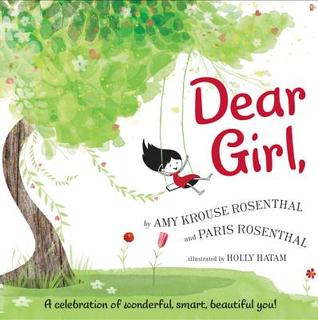 Dear
Girl,
by AMY KROUSE ROSENTHAL
and PARIS ROSENTHAL
illustrated by HOLLY HATAM
A celebration of wonderful, smart, beautiful you!